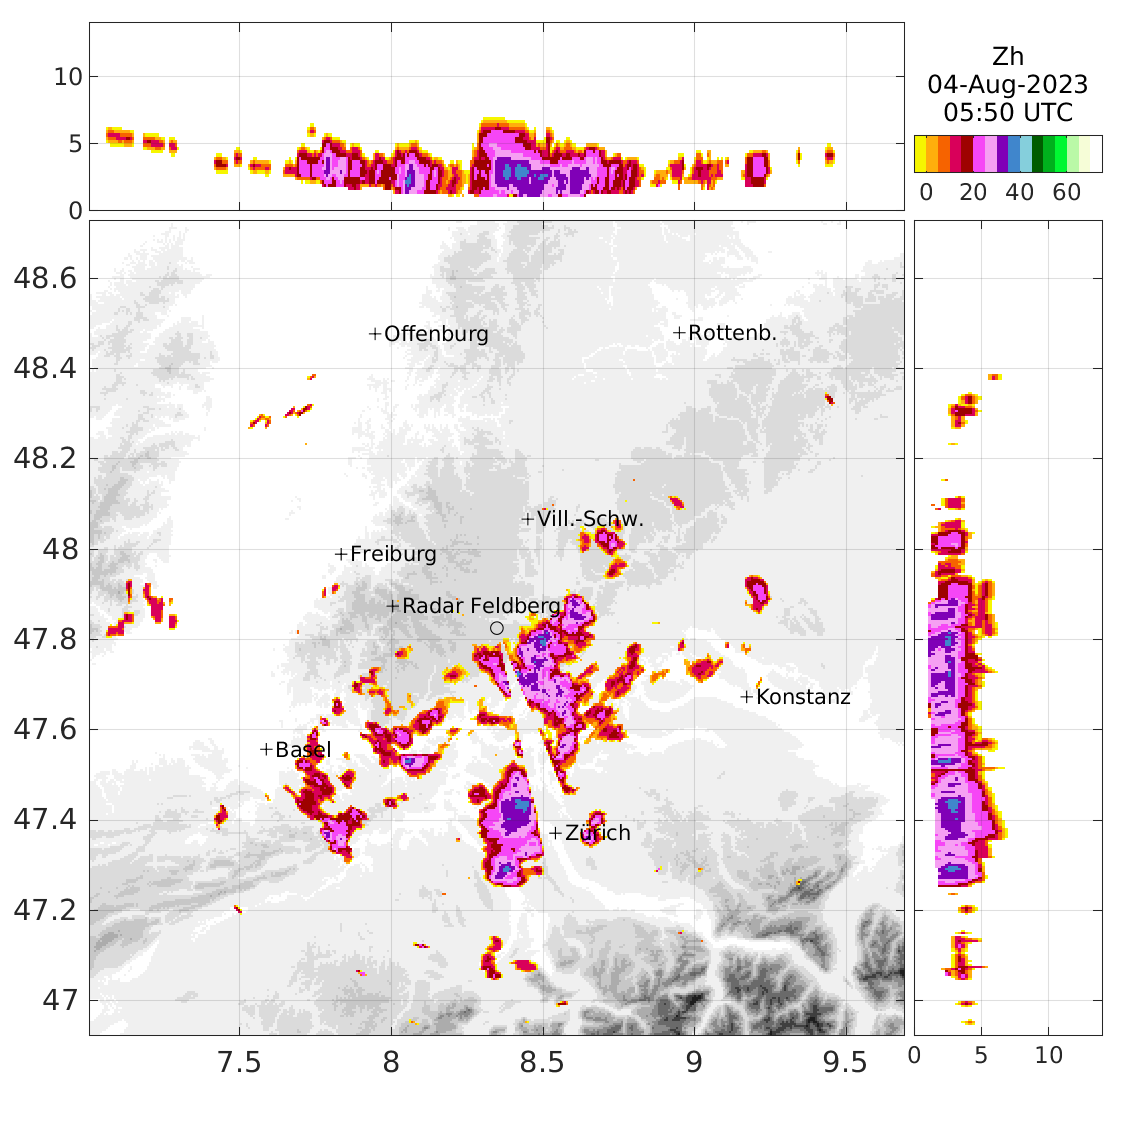 10
5
0
Zh
04-Aug-2023
05:50 UTC
0 20 40 60
48.6
48.4
48.2
48
47.8
47.6
47.4
47.2
47
+Offenburg
+Rottenb.
+Vill.-Schw.
+Freiburg
+Radar Feldberg
+Konstanz
+Basel
+Zürich
7.5 8 8.5 9 9.5
0 5 10